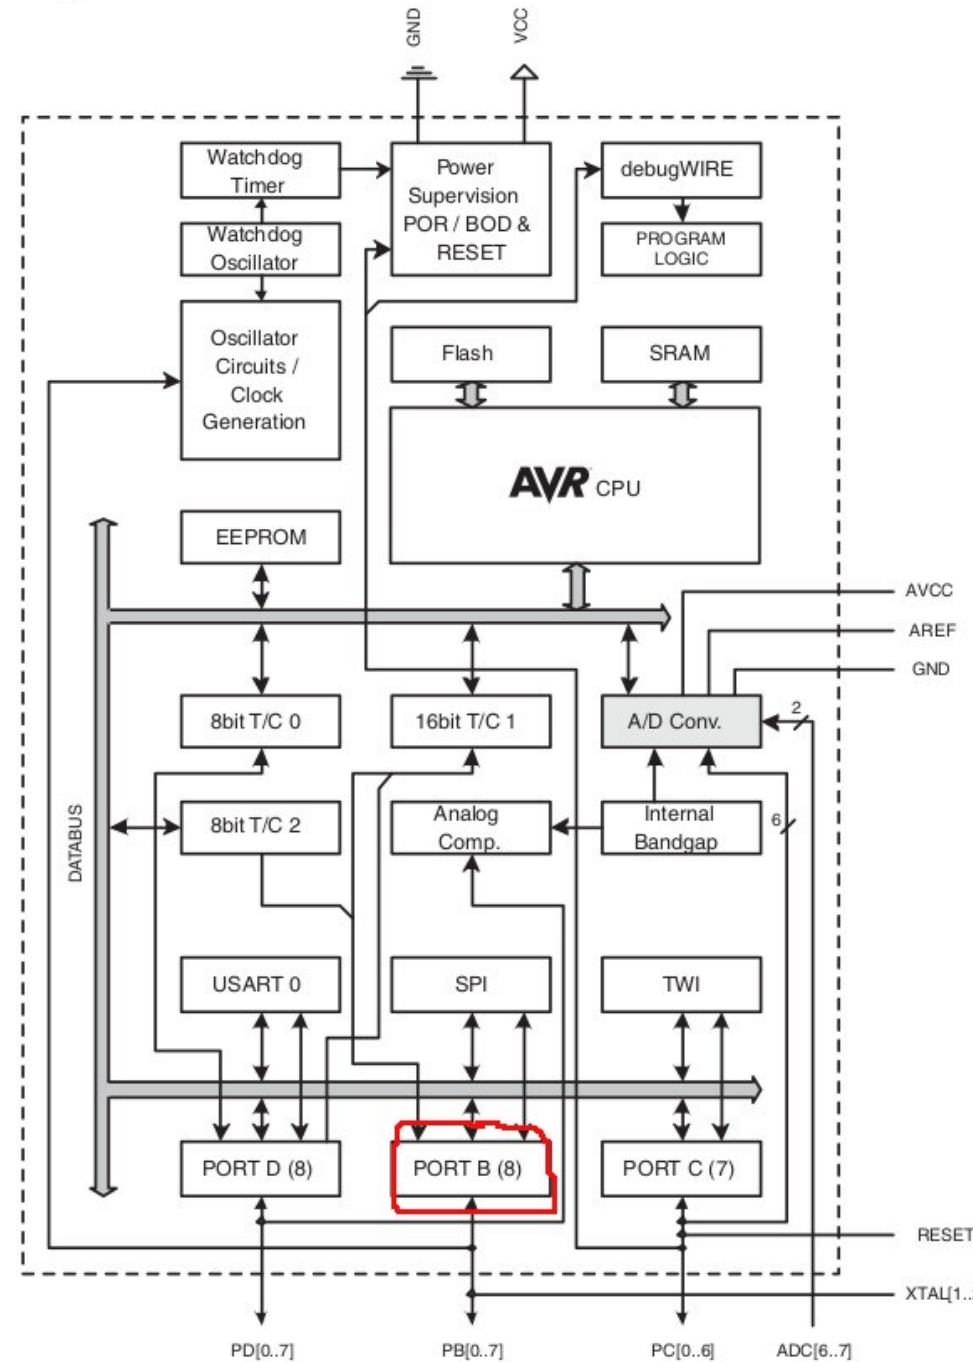 GND
VCC
Watchdog
Timer
Power
Supervision
POR / BOD &
RESET
debugWIRE
Watchdog
Oscillator
PROGRAM
LOGIC
Oscillator
Circuits /
Clock
Generation
Flash
SRAM
AVR CPU
EEPROM
AVCC
AREF
GND
8bit T/C 0
16bit T/C 1
A/D Conv.
2
8bit T/C 2
Analog
Comp.
Internal
Bandgap
6
DATABUS
USART 0
SPI
TWI
PORT D (8)
PORT B (8)
PORT C (7)
RESET
XTAL[1..
PD[0..7]
PB[0..7]
PC[0..6]
ADC[6..7]